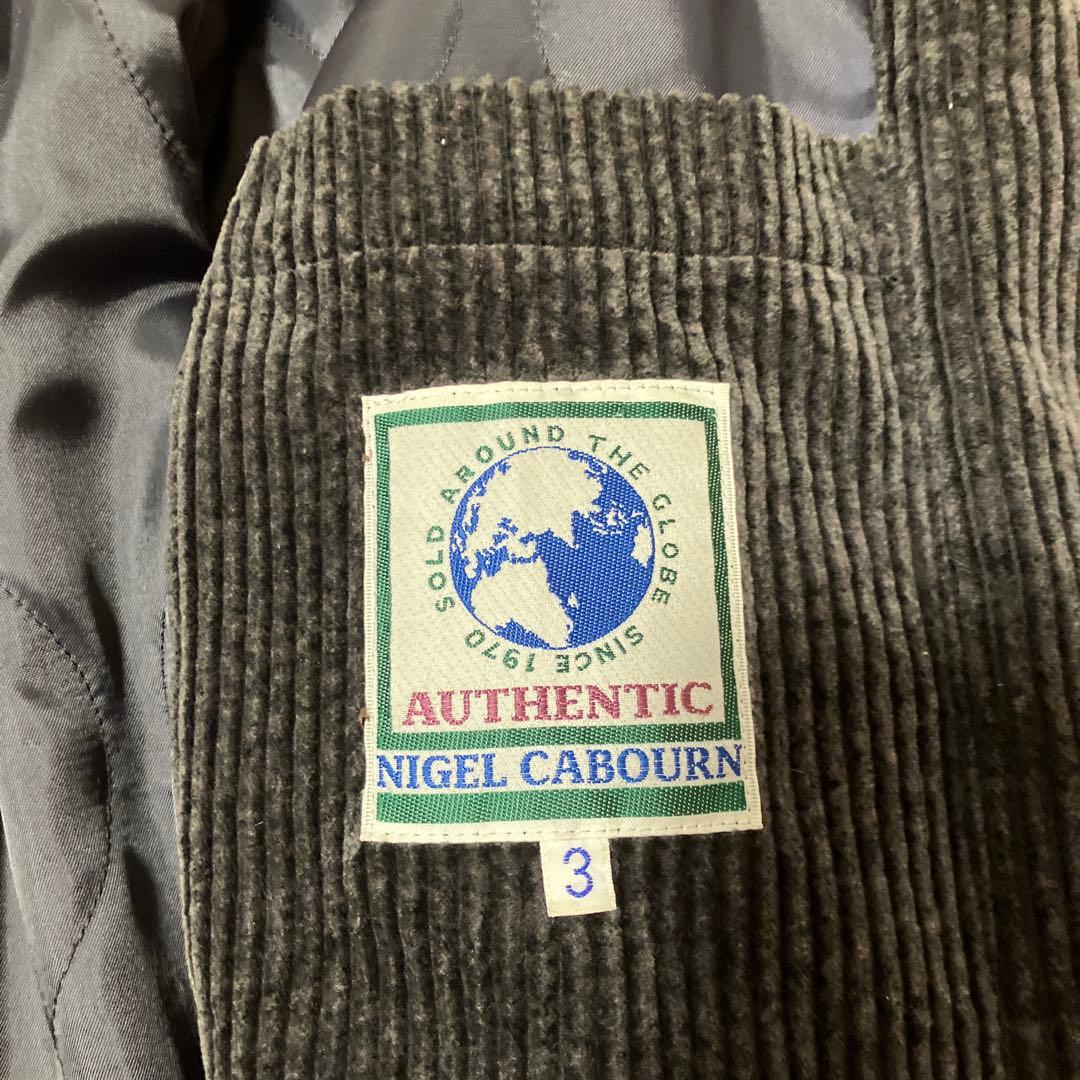 SOLD AROUND THE GLOBE
SINCE 1970
AUTHENTIC
NIGEL CABOURN
3